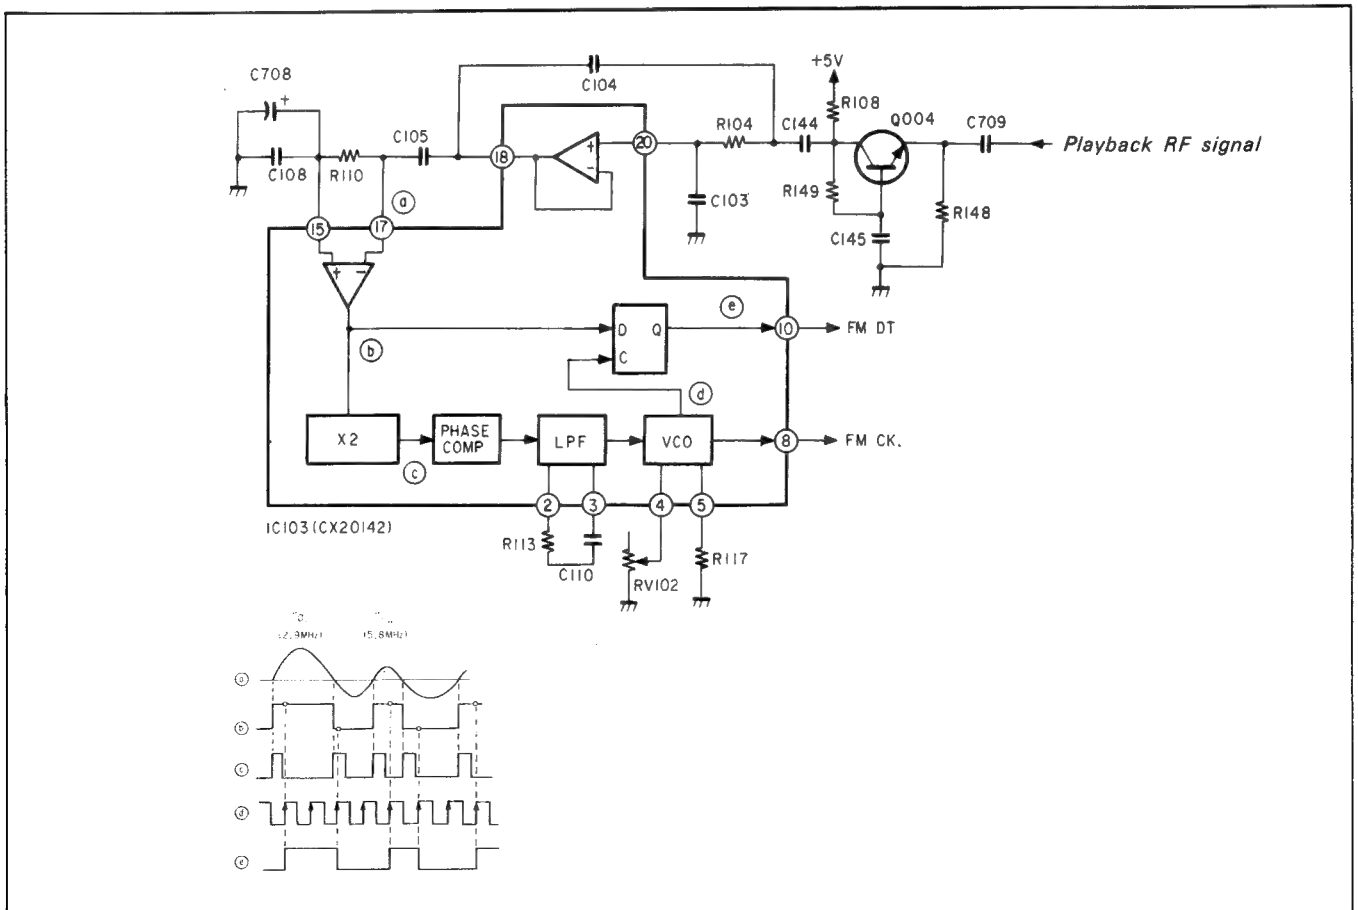 C708
+
C104
+5V
R108
Q004
C709
C105
20
R104
C144
Playback RF signal
18
+
-
C108
R110
R149
C103
R148
a
C145
15
17
+ -
e
D Q
10
FM DT
b
C
d
X2
PHASE
COMP
LPF
VCO
8
FM CK.
c
2
3
4
5
IC103(CX20142)
R113
C110
RV102
R117
(2.9MHz)
(5.8MHz)
a
b
c
d
e